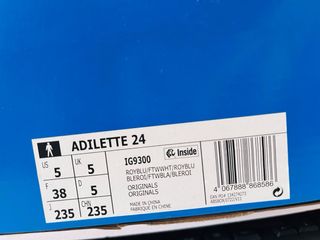 ADILETTE 24
US
5
UK
5
F
38
D
5
J
235
CHN
235
IG9300
ROYBLU/FTWWHT/ROYBLU
BLEROI/FTWBLA/BLEROI
ORIGINALS
ORIGINALS
MADE IN CHINA
FABRIQUÉ EN CHINE
Inside
4 067888 868586